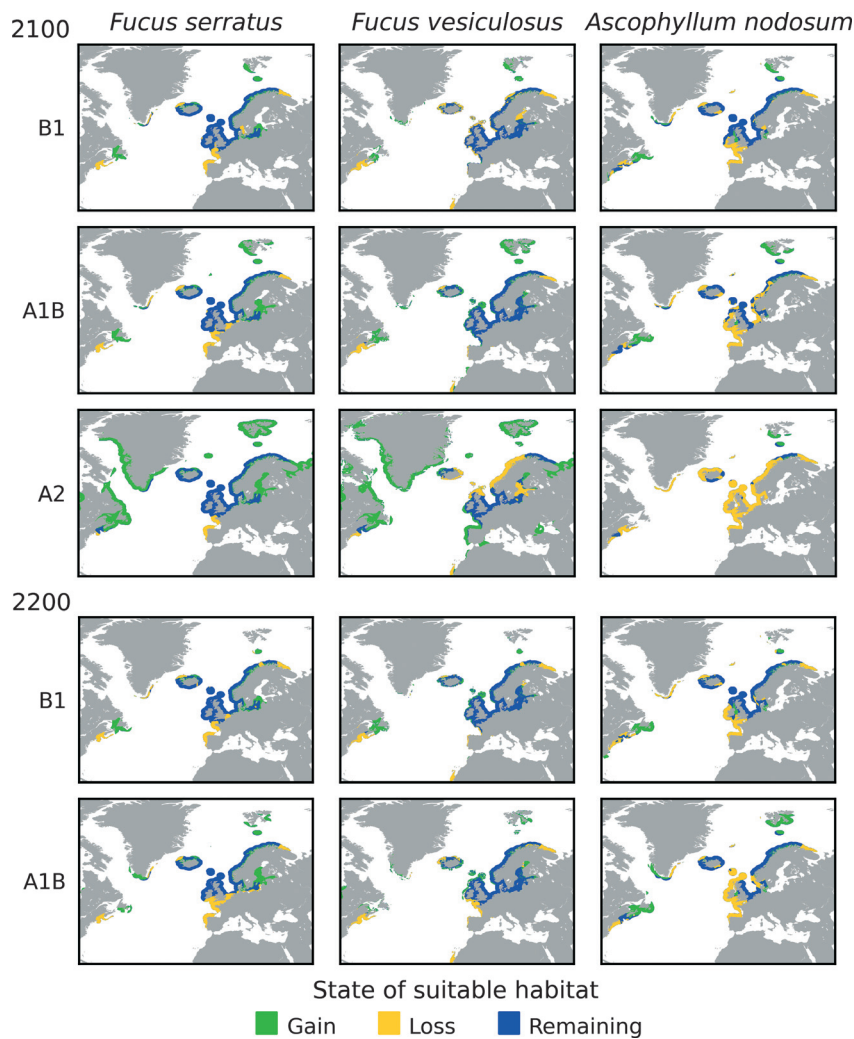 Fucus serratus Fucus vesiculosus Ascophyllum nodosum
2100
B1
A1B
A2
2200
B1
A1B
State of suitable habitat
Gain Loss Remaining